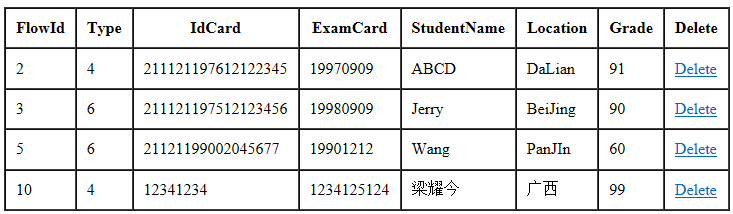 FlowId Type IdCard ExamCard StudentName Location Grade Delete
2 4 211121197612122345 19970909 ABCD DaLian 91 Delete
3 6 211121197512123456 19980909 Jerry BeiJing 90 Delete
5 6 21121199002045677 19901212 Wang PanJIn 60 Delete
10 4 12341234 1234125124 梁耀今 广西 99 Delete